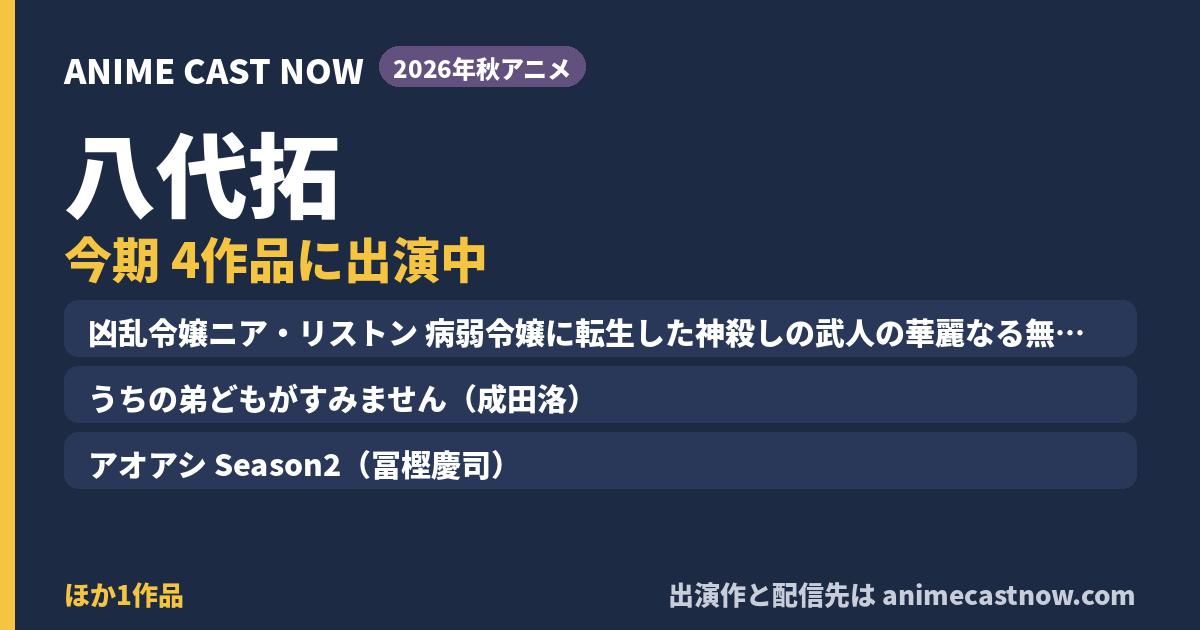 ANIME CAST NOW 2026年秋アニメ
八代拓
今期 4作品に出演中
凶乱令嬢ニア・リストン 病弱令嬢に転生した神殺しの武人の華麗なる無…
うちの弟どもがすみません（成田洛）
アオアシ Season2（冨樫慶司）
ほか1作品
出演作と配信先は animecastnow.com